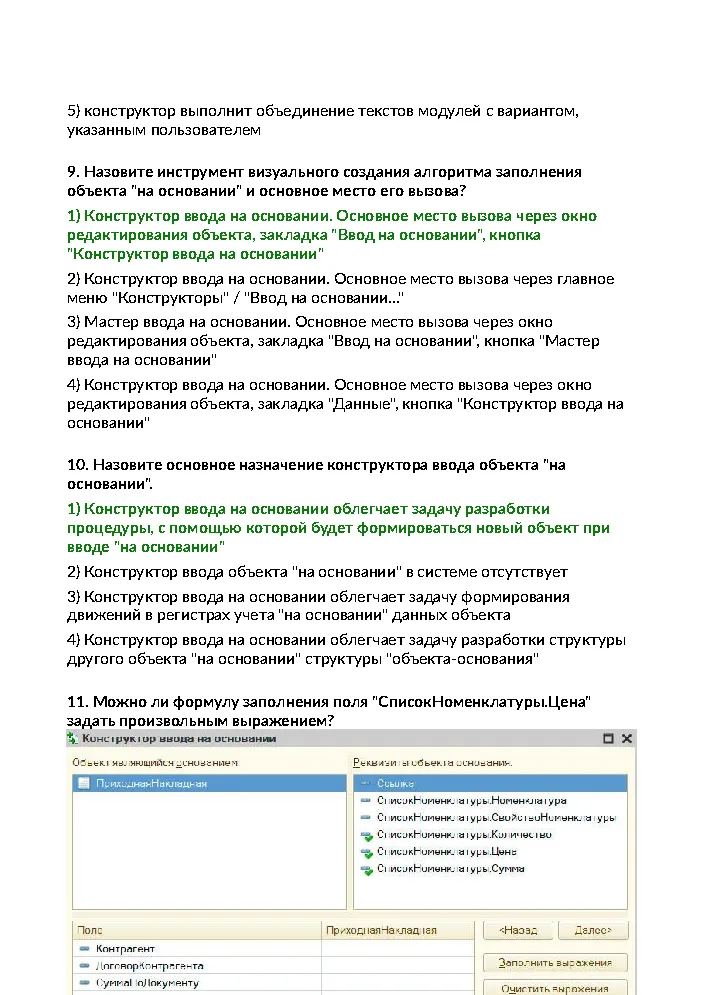 5) конструктор выполнит объединение текстов модулей с вариантом,
указанным пользователем
9. Назовите инструмент визуального создания алгоритма заполнения
объекта "на основании" и основное место его вызова?
1) Конструктор ввода на основании. Основное место вызова через окно
редактирования объекта, закладка "Ввод на основании", кнопка
"Конструктор ввода на основании"
2) Конструктор ввода на основании. Основное место вызова через главное
меню "Конструкторы" / "Ввод на основании..."
3) Мастер ввода на основании. Основное место вызова через окно
редактирования объекта, закладка "Ввод на основании", кнопка "Мастер
ввода на основании"
4) Конструктор ввода на основании. Основное место вызова через окно
редактирования объекта, закладка "Данные", кнопка "Конструктор ввода на
основании"
10. Назовите основное назначение конструктора ввода объекта "на
основании".
1) Конструктор ввода на основании облегчает задачу разработки
процедуры, с помощью которой будет формироваться новый объект при
вводе "на основании"
2) Конструктор ввода объекта "на основании" в системе отсутствует
3) Конструктор ввода на основании облегчает задачу формирования
движений в регистрах учета "на основании" данных объекта
4) Конструктор ввода на основании облегчает задачу разработки структуры
другого объекта "на основании" структуры "объекта-основания"
11. Можно ли формулу заполнения поля "СписокНоменклатуры.Цена"
задать произвольным выражением?
Конструктор ввода на основании
Объект являющийся основанием: Реквизиты объекта основания:
ПриходнаяНакладная Ссылка
СписокНоменклатуры.Номенклатура
СписокНоменклатуры.СвойствоНоменклатуры
СписокНоменклатуры.Количество
СписокНоменклатуры.Цена
СписокНоменклатуры.Сумма
Поле ПриходнаяНакладная <Назад Далее>
Контрагент
ДоговорКонтрагента Заполнить выражения
СуммаПоДокументу
Очистить выражения